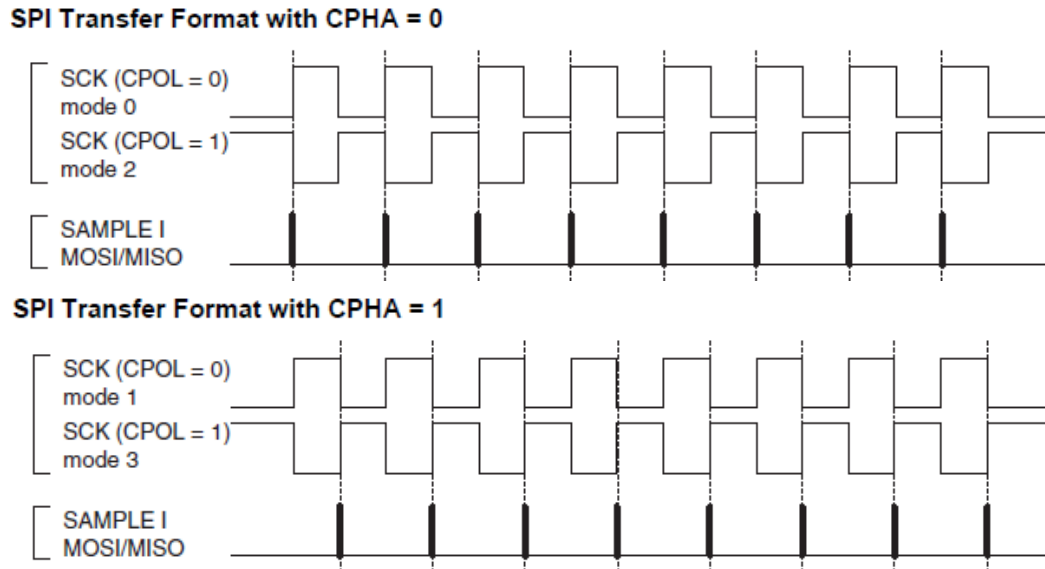 SPI Transfer Format with CPHA = 0
SCK (CPOL = 0)
mode 0
SCK (CPOL = 1)
mode 2
SAMPLE I
MOSI/MISO
SPI Transfer Format with CPHA = 1
SCK (CPOL = 0)
mode 1
SCK (CPOL = 1)
mode 3
SAMPLE I
MOSI/MISO